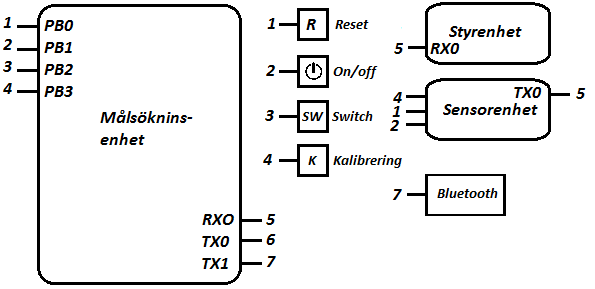 1 PB0
2 PB1
3 PB2
4 PB3
Målsöknins-
enhet
RXO 5
TX0 6
TX1 7
1 R Reset
2 On/off
3 SW Switch
4 K Kalibrering
Styrenhet
5 RX0
TX0 5
4
Sensorenhet
1
2
7 Bluetooth